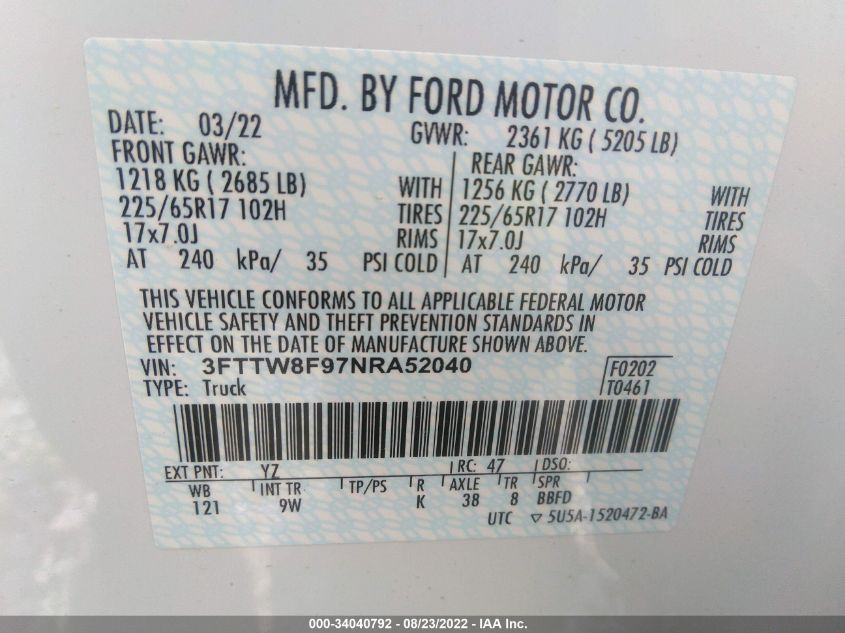 MFD. BY FORD MOTOR CO.
DATE: 03/22 GVWR: 2361 KG ( 5205 LB)
FRONT GAWR: REAR GAWR:
1218 KG ( 2685 LB) WITH 1256 KG ( 2770 LB) WITH
225/65R17 102H TIRES 225/65R17 102H TIRES
17x7.0J RIMS 17x7.0J RIMS
AT 240 kPa/ 35 PSI COLD AT 240 kPa/ 35 PSI COLD
THIS VEHICLE CONFORMS TO ALL APPLICABLE FEDERAL MOTOR
VEHICLE SAFETY AND THEFT PREVENTION STANDARDS IN
EFFECT ON THE DATE OF MANUFACTURE SHOWN ABOVE.
VIN: 3FTTW8F97NRA52040 F0202
TYPE: Truck T0461
EXT PNT: YZ RC: 47 DSO:
WB INT TR TP/PS R AXLE TR SPR
121 9W K 38 8 BBFD
UTC ▽ 5U5A-1520472-BA
000-34040792 - 08/23/2022 - IAA Inc.